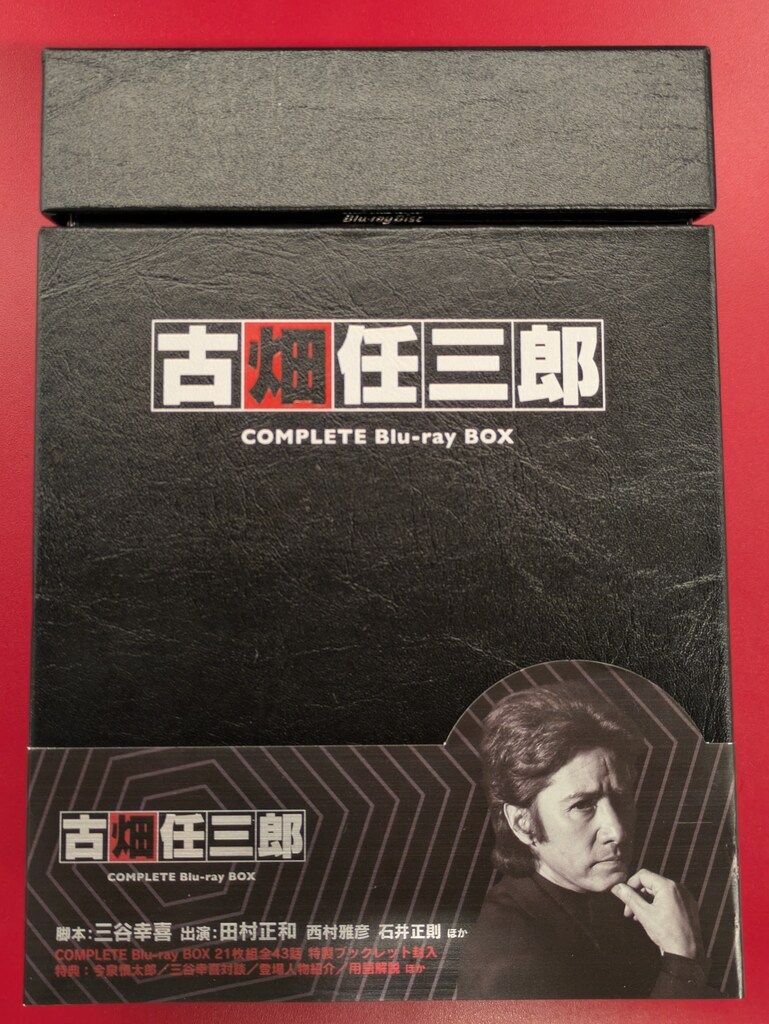 Blu-ray Disc
古畑任三郎
COMPLETE Blu-ray BOX
古畑任三郎
COMPLETE Blu-ray BOX
脚本:三谷幸喜 出演:田村正和 西村雅彦 石井正則 ほか
COMPLETE Blu-ray BOX 21枚組全43話 特製ブックレット封入
特典:今泉慎太郎/三谷幸喜対談/登場人物紹介/用語解説 ほか